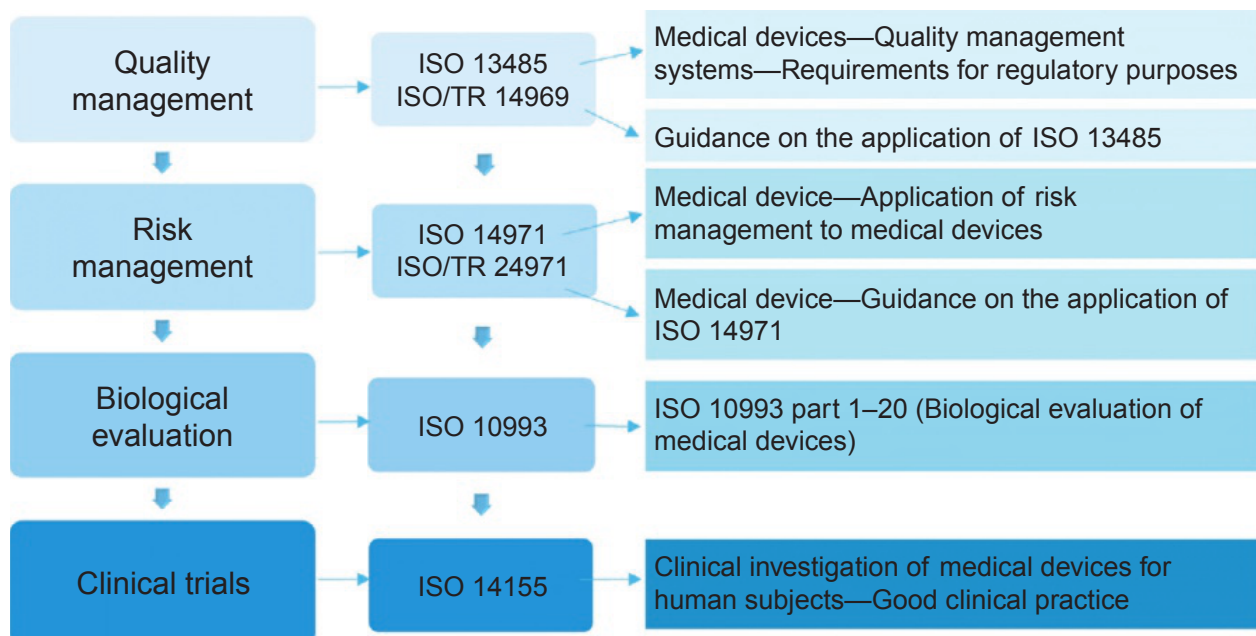 Quality
management
ISO 13485
ISO/TR 14969
Medical devices—Quality management
systems—Requirements for regulatory purposes
Guidance on the application of ISO 13485
Risk
management
ISO 14971
ISO/TR 24971
Medical device—Application of risk
management to medical devices
Medical device—Guidance on the application of
ISO 14971
Biological
evaluation
ISO 10993
ISO 10993 part 1–20 (Biological evaluation of
medical devices)
Clinical trials
ISO 14155
Clinical investigation of medical devices for
human subjects—Good clinical practice